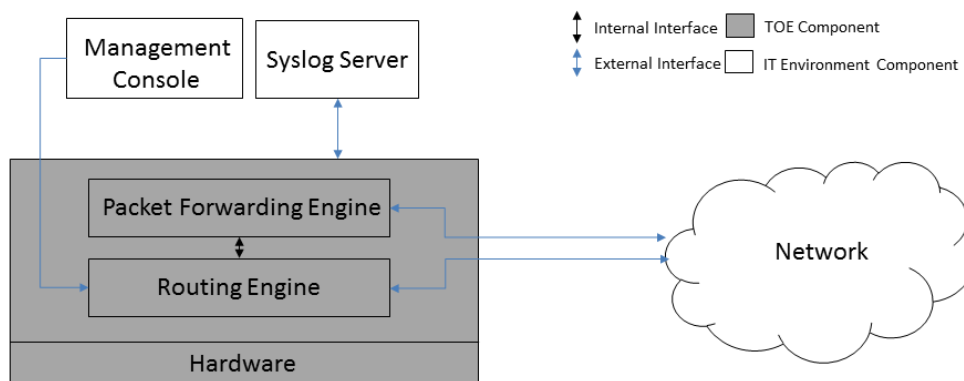 Management
Console
Syslog Server
Internal Interface
TOE Component
External Interface
IT Environment Component
Packet Forwarding Engine
Routing Engine
Network
Hardware